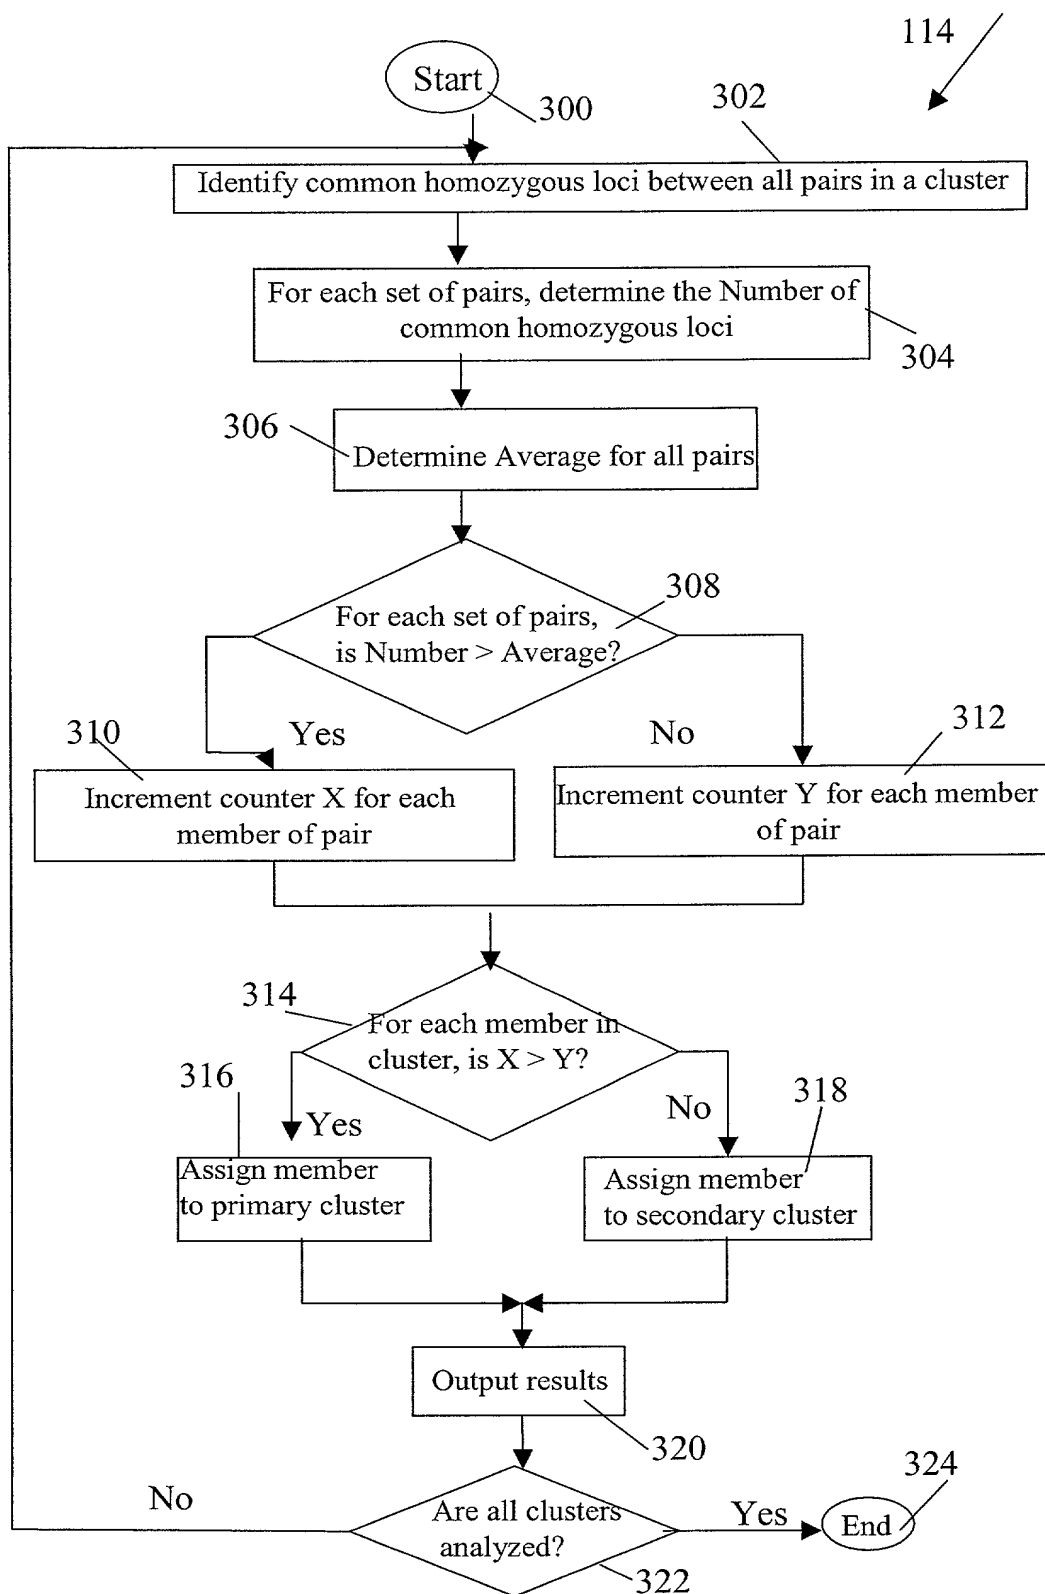 114
Start
300
302
Identify common homozygous loci between all pairs in a cluster
For each set of pairs, determine the Number of
common homozygous loci
304
306
Determine Average for all pairs
308
For each set of pairs,
is Number > Average?
310
Yes
No
312
Increment counter X for each
member of pair
Increment counter Y for each member
of pair
314
For each member in
cluster, is X > Y?
316
Yes
No
318
Assign member
to primary cluster
Assign member
to secondary cluster
Output results
320
No
Are all clusters
analyzed?
Yes
324
End
322